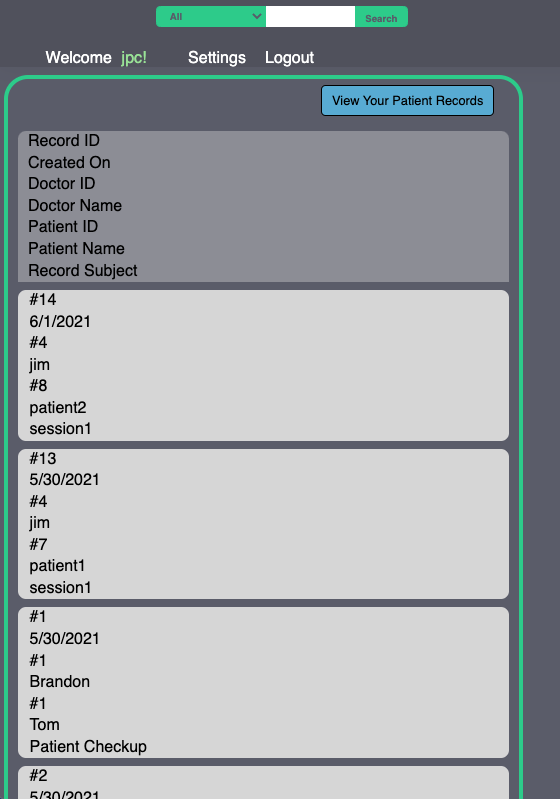 All Search
Welcome jpc! Settings Logout
View Your Patient Records
Record ID
Created On
Doctor ID
Doctor Name
Patient ID
Patient Name
Record Subject
#14
6/1/2021
#4
jim
#8
patient2
session1
#13
5/30/2021
#4
jim
#7
patient1
session1
#1
5/30/2021
#1
Brandon
#1
Tom
Patient Checkup
#2
5/30/2021